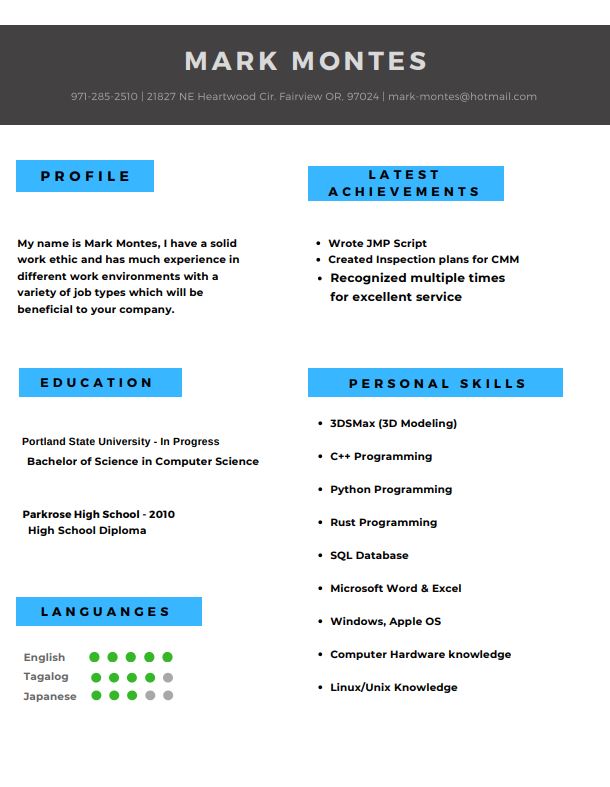 MARK MONTES
971-285-2510 | 21827 NE Heartwood Cir. Fairview OR, 97024 | mark-montes@hotmail.com
PROFILE
My name is Mark Montes, I have a solid
work ethic and has much experience in
different work environments with a
variety of job types which will be
beneficial to your company.
LATEST
ACHIEVEMENTS
• Wrote JMP Script
• Created Inspection plans for CMM
• Recognized multiple times
for excellent service
EDUCATION
Portland State University - In Progress
Bachelor of Science in Computer Science
Parkrose High School - 2010
High School Diploma
PERSONAL SKILLS
• 3DSMax (3D Modeling)
• C++ Programming
• Python Programming
• Rust Programming
• SQL Database
• Microsoft Word & Excel
• Windows, Apple OS
• Computer Hardware knowledge
• Linux/Unix Knowledge
LANGUANGES
English
Tagalog
Japanese